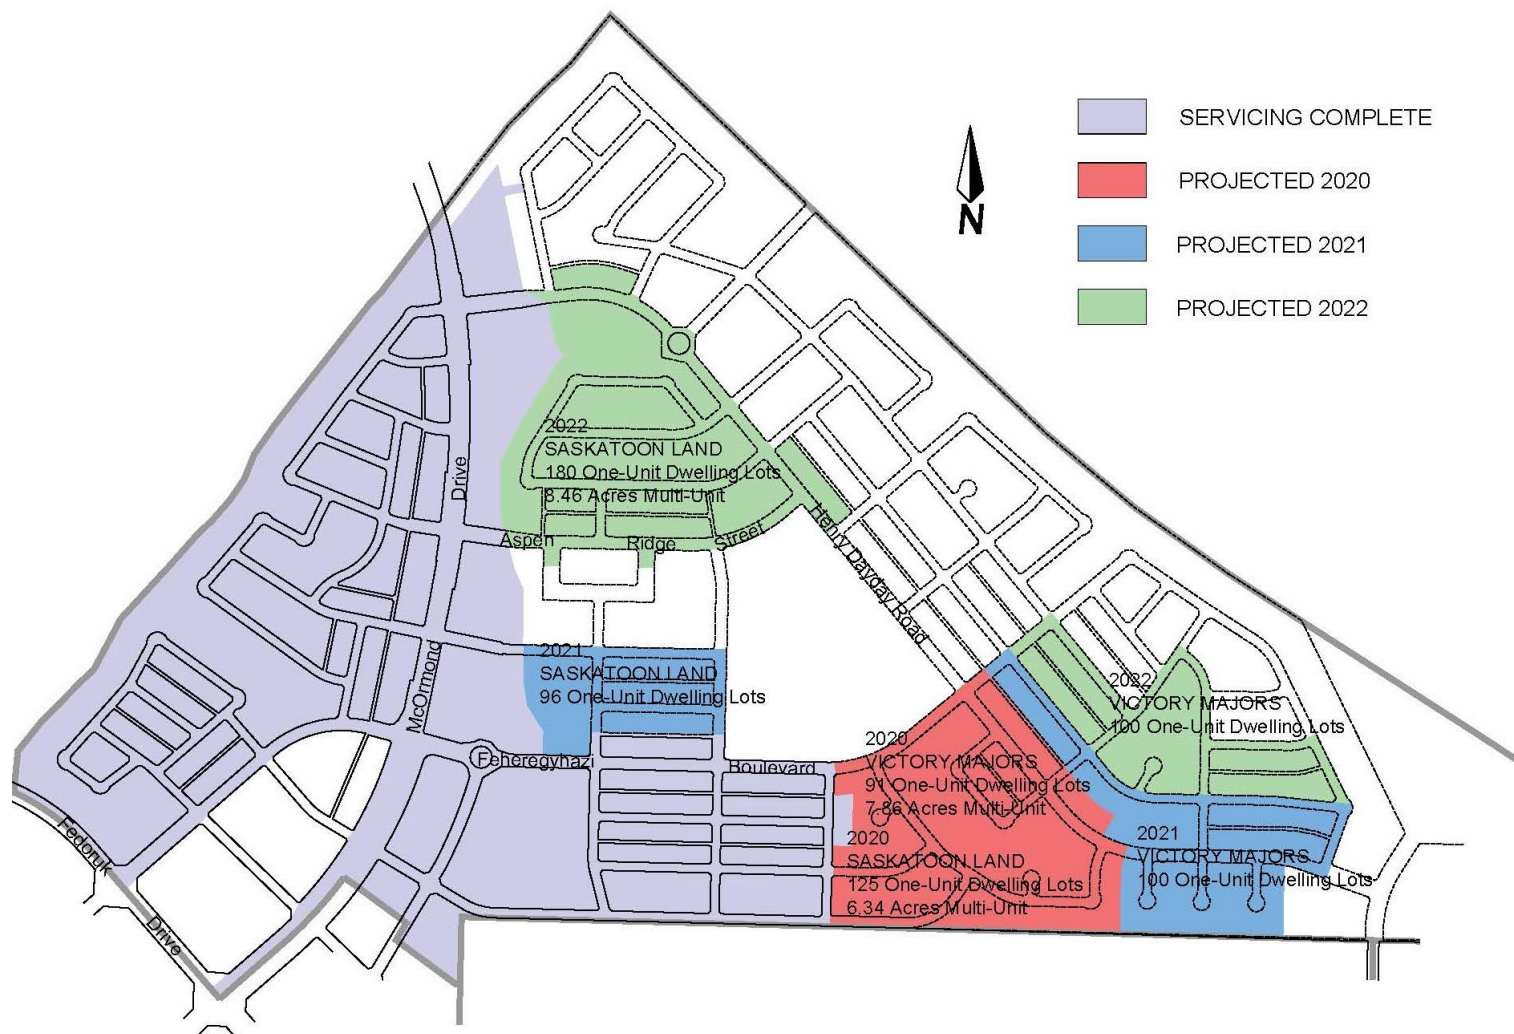 SERVICING COMPLETE
PROJECTED 2020
PROJECTED 2021
PROJECTED 2022
N
2022
SASKATOON LAND
180 One-Unit Dwelling Lots
8.46 Acres Multi-Unit
Drive
Aspen Ridge Street
Henry Dayday Road
McOrmond
2021
SASKATOON LAND
96 One-Unit Dwelling Lots
2022
VICTORY MAJORS
100 One-Unit Dwelling Lots
Feheregyhazi Boulevard
2020
VICTORY MAJORS
91 One-Unit Dwelling Lots
7.86 Acres Multi-Unit
2020
SASKATOON LAND
125 One-Unit Dwelling Lots
6.34 Acres Multi-Unit
2021
VICTORY MAJORS
100 One-Unit Dwelling Lots
Fedoruk
Drive